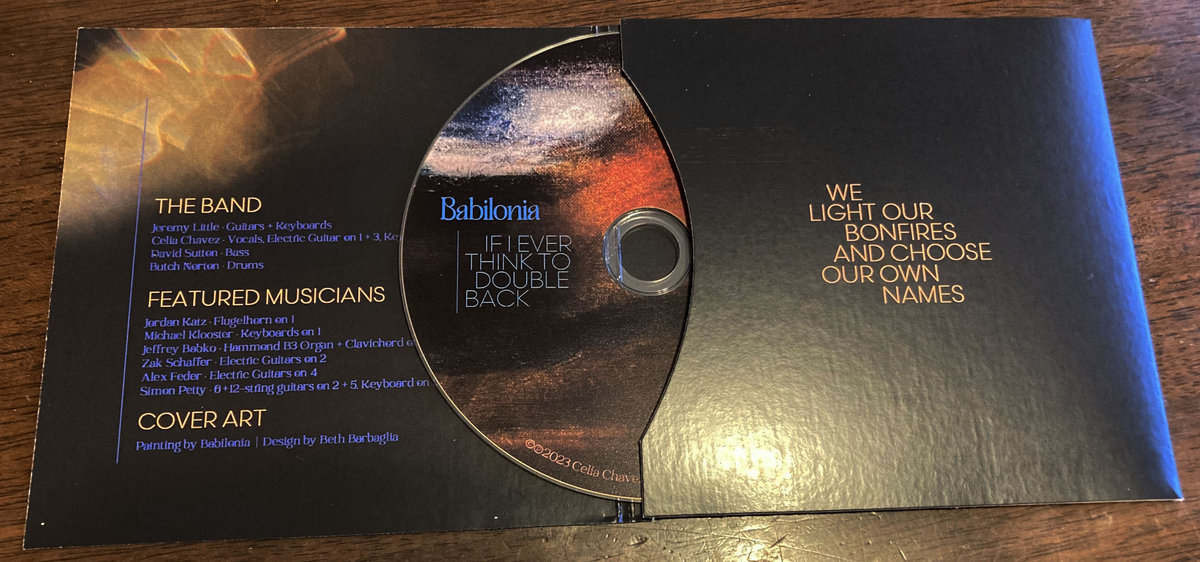 THE BAND
Jeremy Little · Guitars + Keyboards
Celia Chavez · Vocals, Electric Guitar on 1 + 3,
David Sutton · Bass
Butch Norton · Drums
FEATURED MUSICIANS
Jordan Katz · Flugelhorn on 1
Michael Klooster · Keyboards on 1
Jeffrey Babko · Hammond B3 Organ + Clavichord
Zak Schaffer · Electric Guitars on 2
Alex Feder · Electric Guitars on 4
Simon Petty · 6 + 12-string guitars on 2 + 5, Keyboard on
COVER ART
Painting by Babilonia | Design by Beth Barbaglia
Babilonia
IF I EVER
THINK TO
DOUBLE
BACK
℗©2023 Celia Chave
WE
LIGHT OUR
BONFIRES
AND CHOOSE
OUR OWN
NAMES